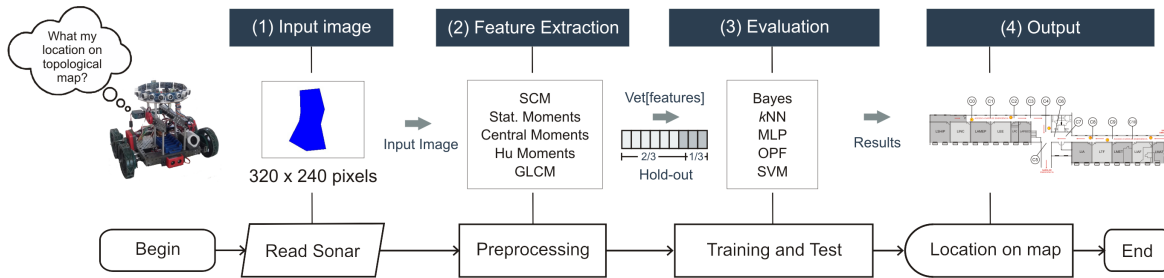 What my
location on
topological
map?
(1) Input image
(2) Feature Extraction
(3) Evaluation
(4) Output
320 x 240 pixels
Input Image
SCM
Stat. Moments
Central Moments
Hu Moments
GLCM
Vet[features]
2/3
1/3
Hold-out
Bayes
kNN
MLP
OPF
SVM
Results
Begin
Read Sonar
Preprocessing
Training and Test
Location on map
End